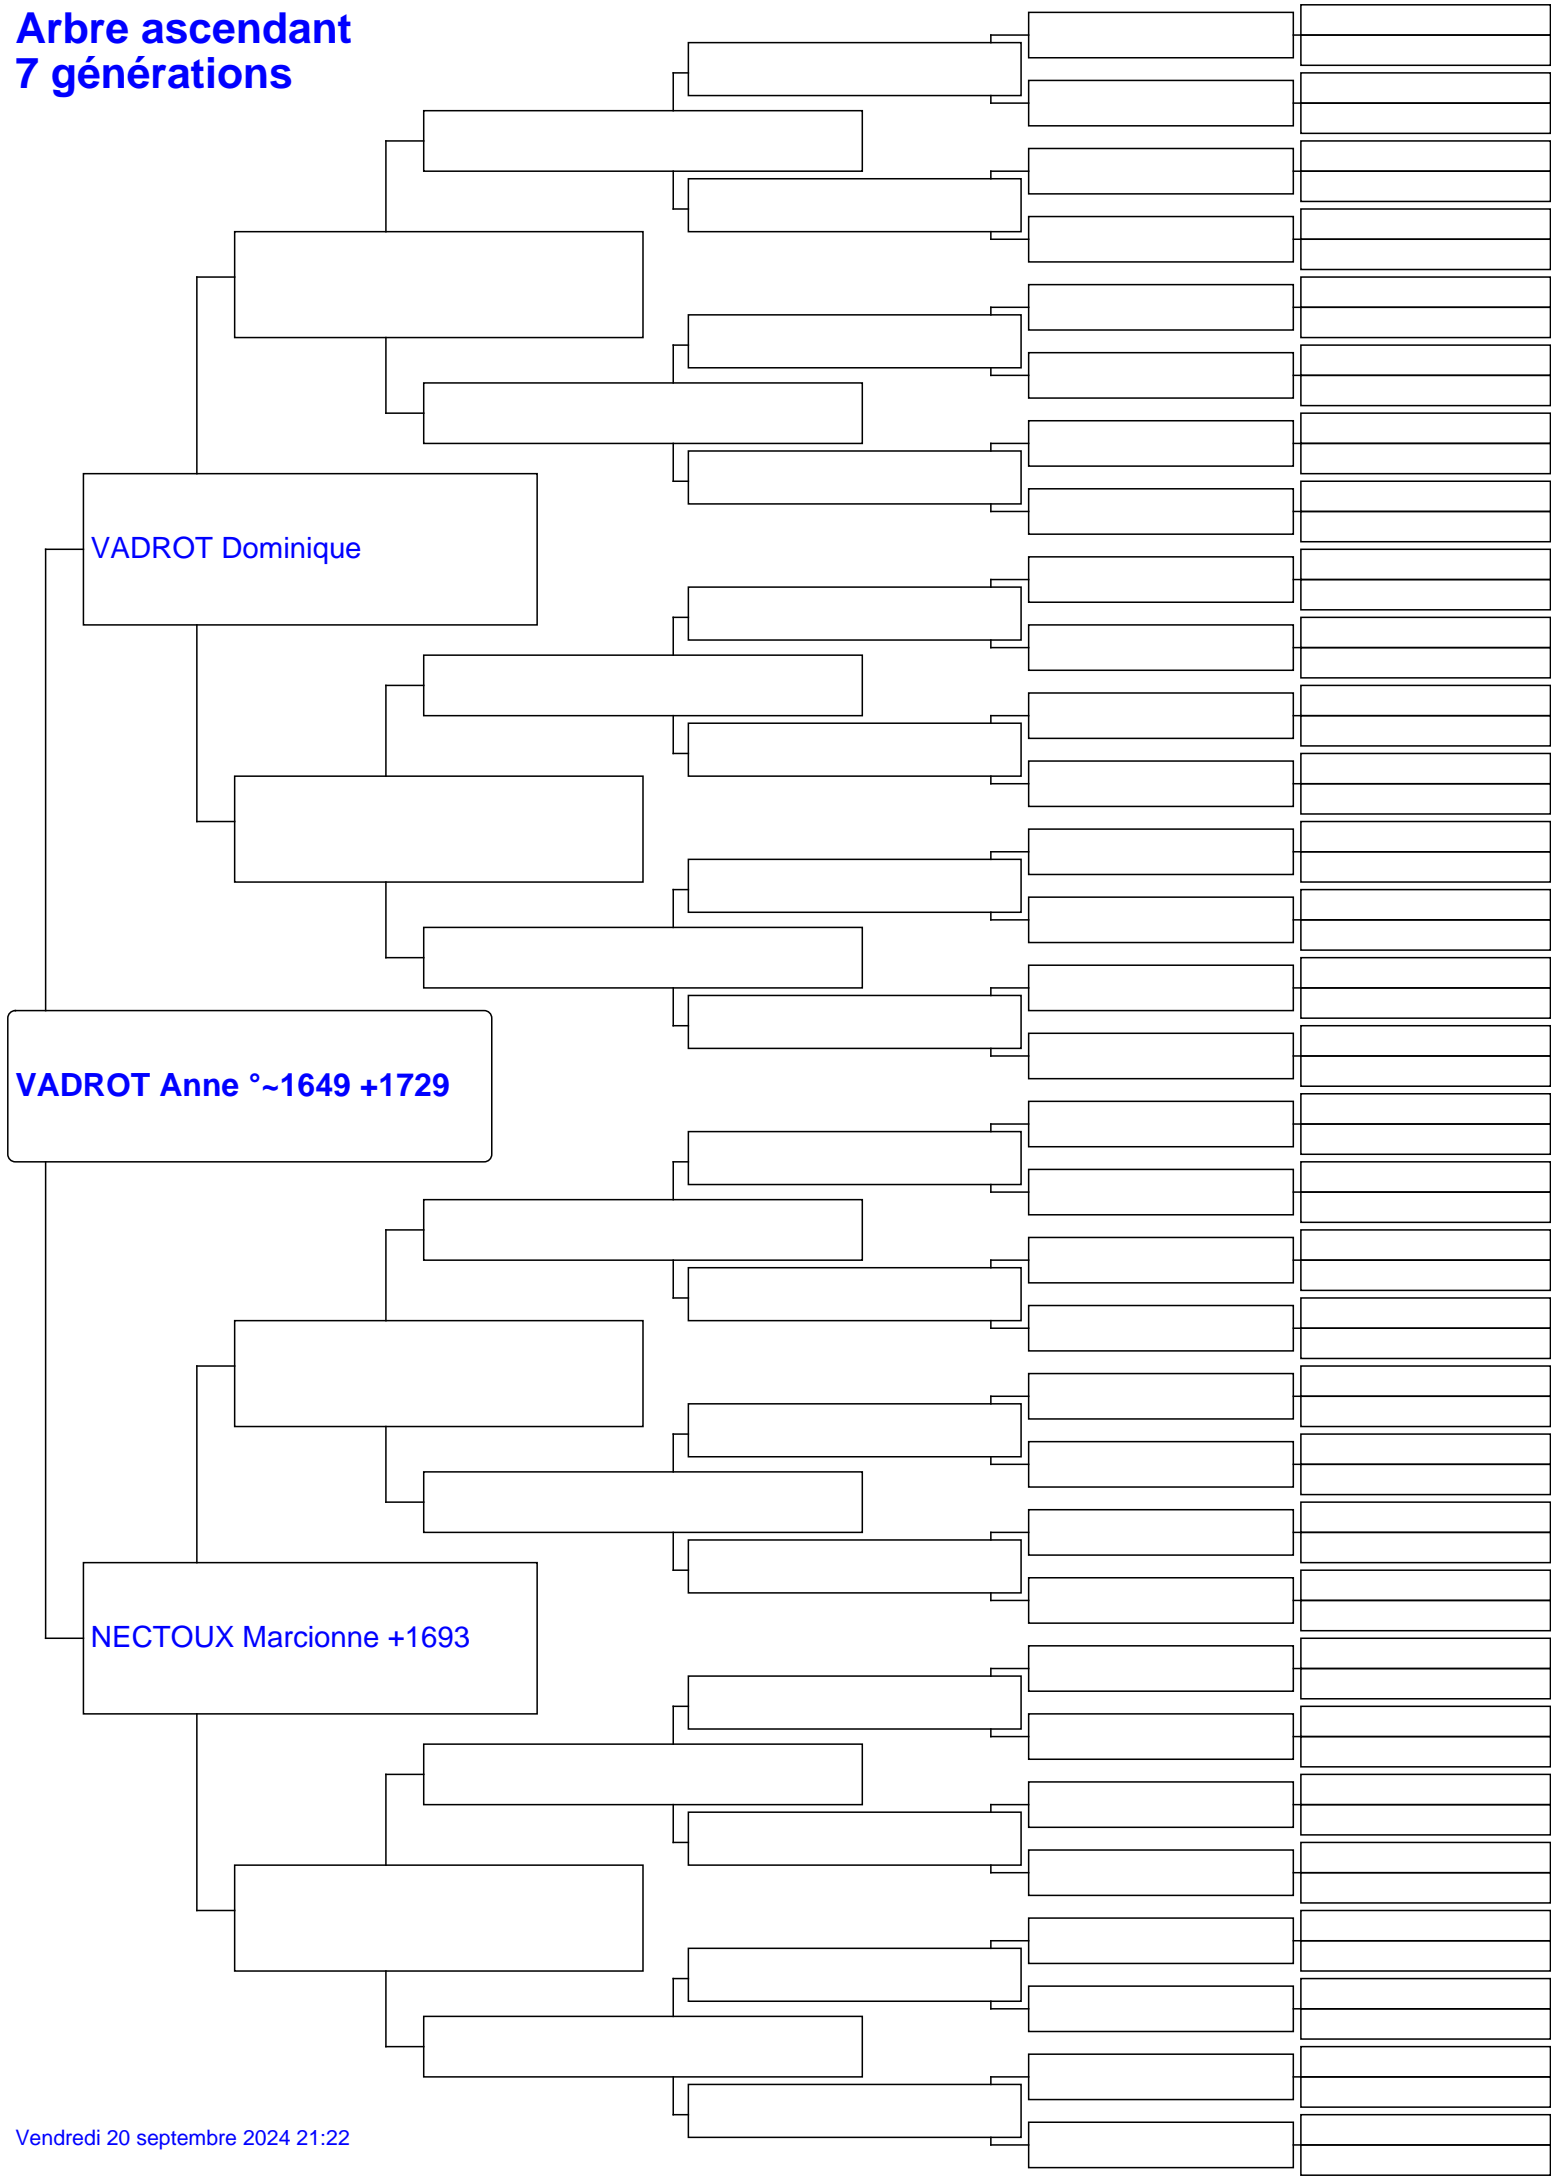 Arbre ascendant
7 générations
VADROT Dominique
VADROT Anne °~1649 +1729
NECTOUX Marcionne +1693
Vendredi 20 septembre 2024 21:22